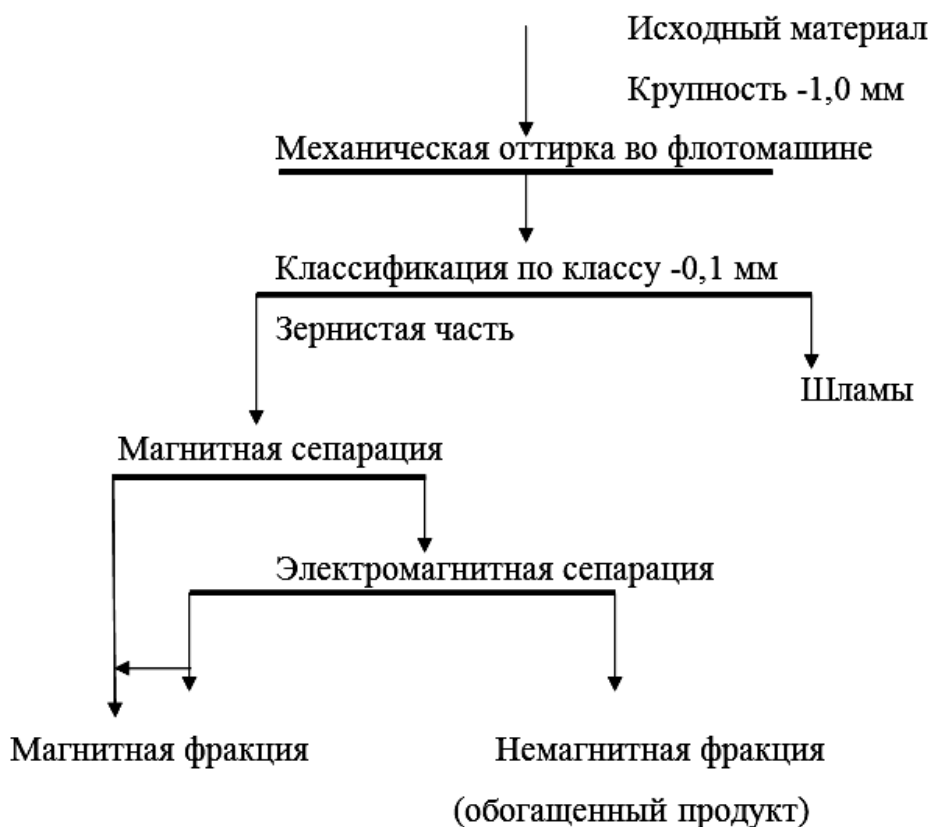 Исходный материал
Крупность -1,0 мм
Механическая оттирка во флотомашине
Классификация по классу -0,1 мм
Зернистая часть
Шламы
Магнитная сепарация
Электромагнитная сепарация
Магнитная фракция
Немагнитная фракция
(обогащенный продукт)